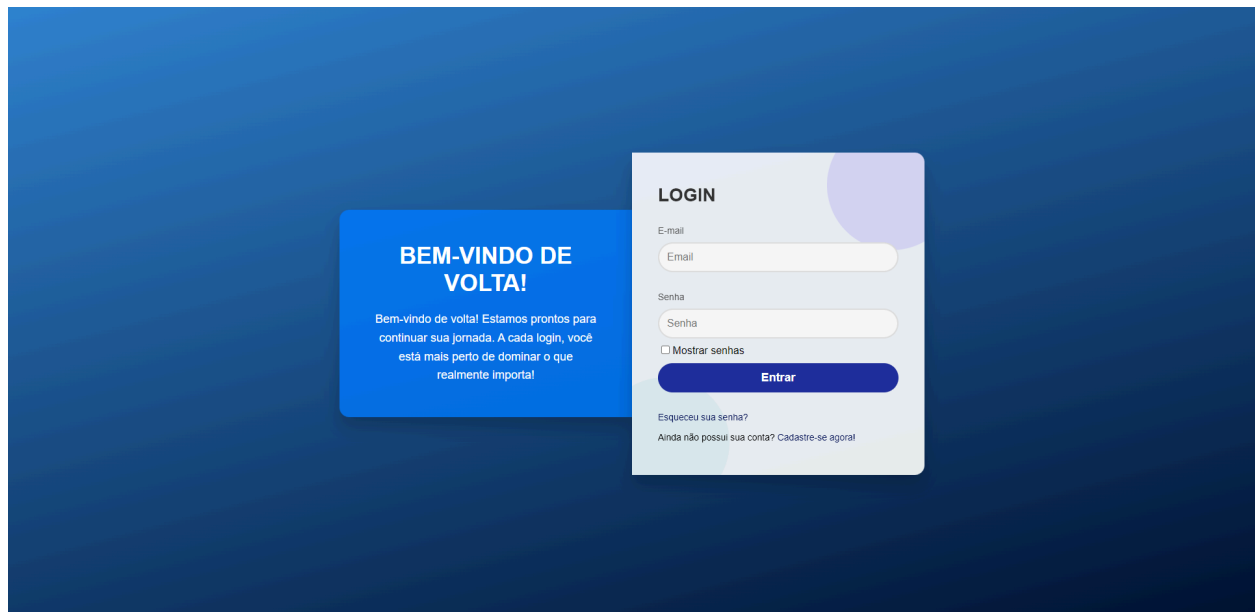 BEM-VINDO DE
VOLTA!
Bem-vindo de volta! Estamos prontos para
continuar sua jornada. A cada login, você
está mais perto de dominar o que
realmente importa!
LOGIN
E-mail
Email
Senha
Senha
Mostrar senhas
Entrar
Esqueceu sua senha?
Ainda não possui sua conta? Cadastre-se agora!